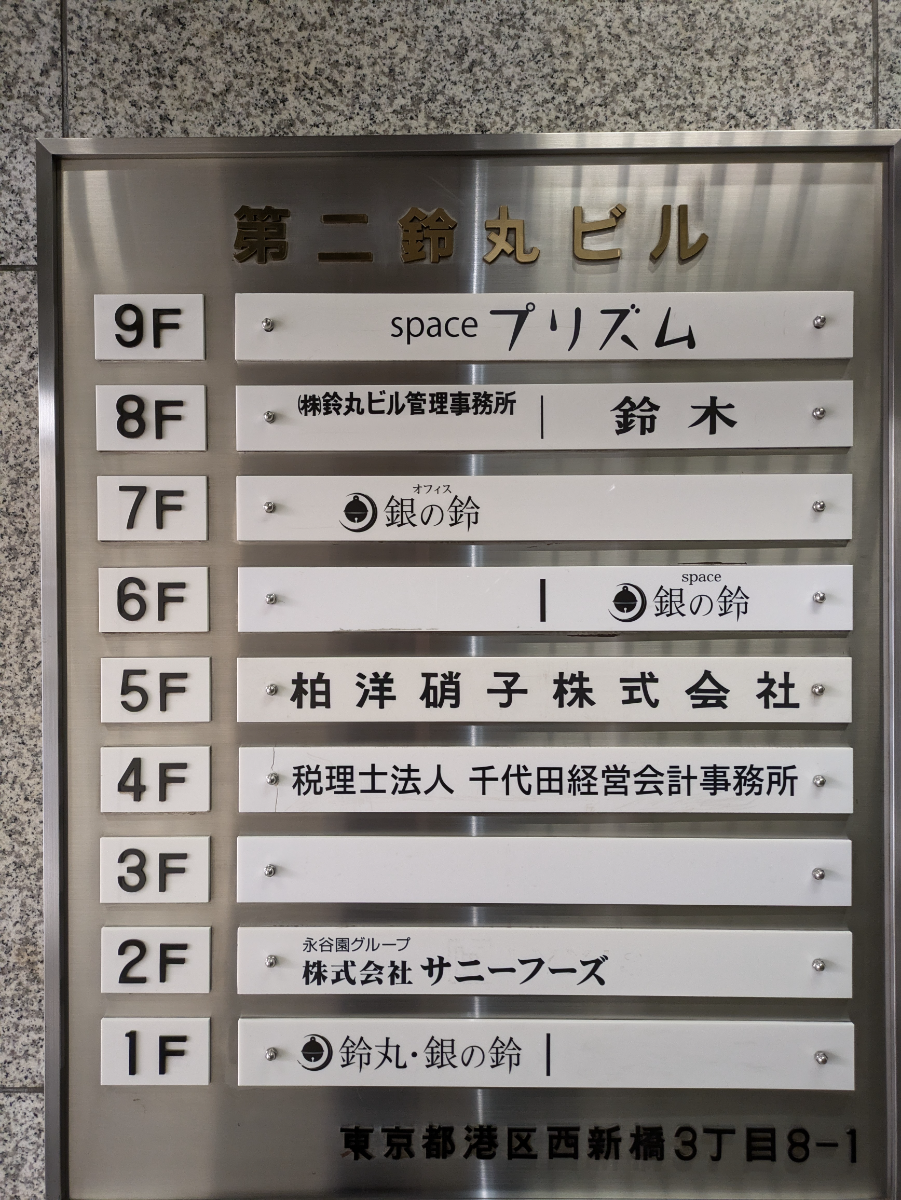 第二鈴丸ビル
9F space プリズム
8F ㈱鈴丸ビル管理事務所 | 鈴木
オフィス
7F 銀の鈴
space
6F | 銀の鈴
5F 柏洋硝子株式会社
4F 税理士法人 千代田経営会計事務所
3F
永谷園グループ
2F 株式会社 サニーフーズ
1F 鈴丸・銀の鈴 |
東京都港区西新橋3丁目8-1